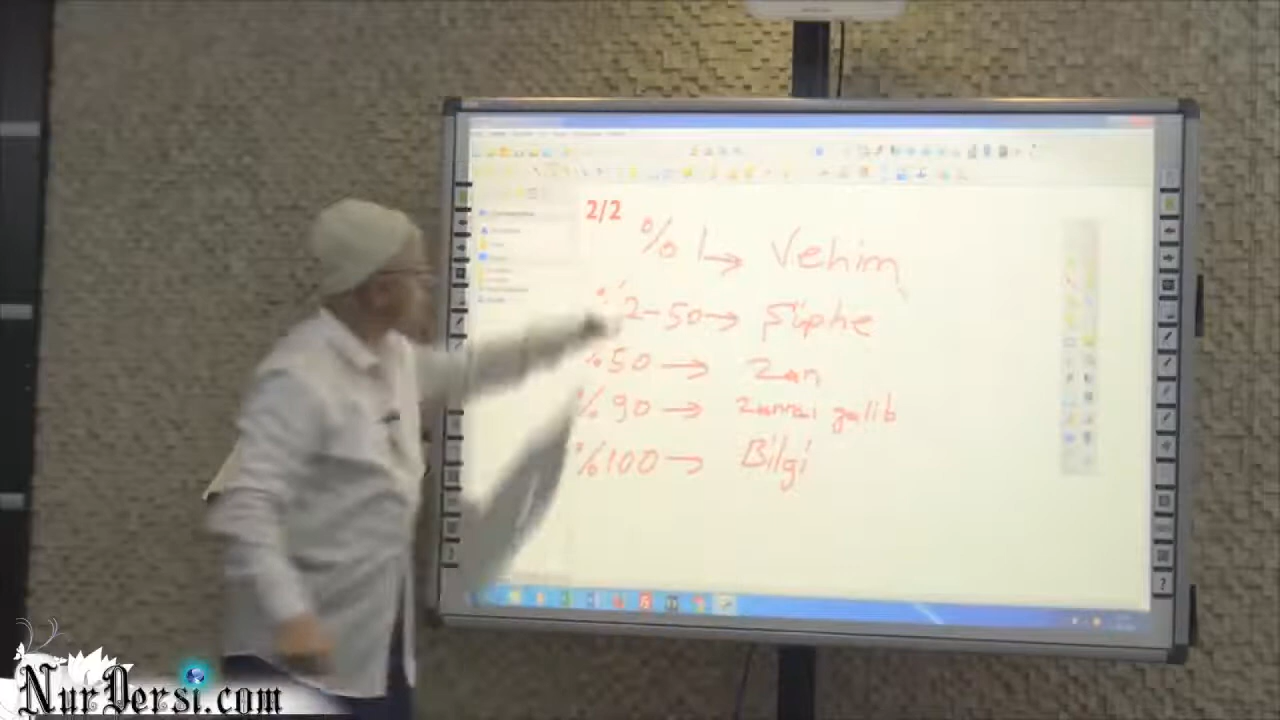 2/2
% 1 → Vehim
% 2-50 → Şüphe
% 50 → Zan
% 90 → Zannı galib
% 100 → Bilgi
NurDersi.com